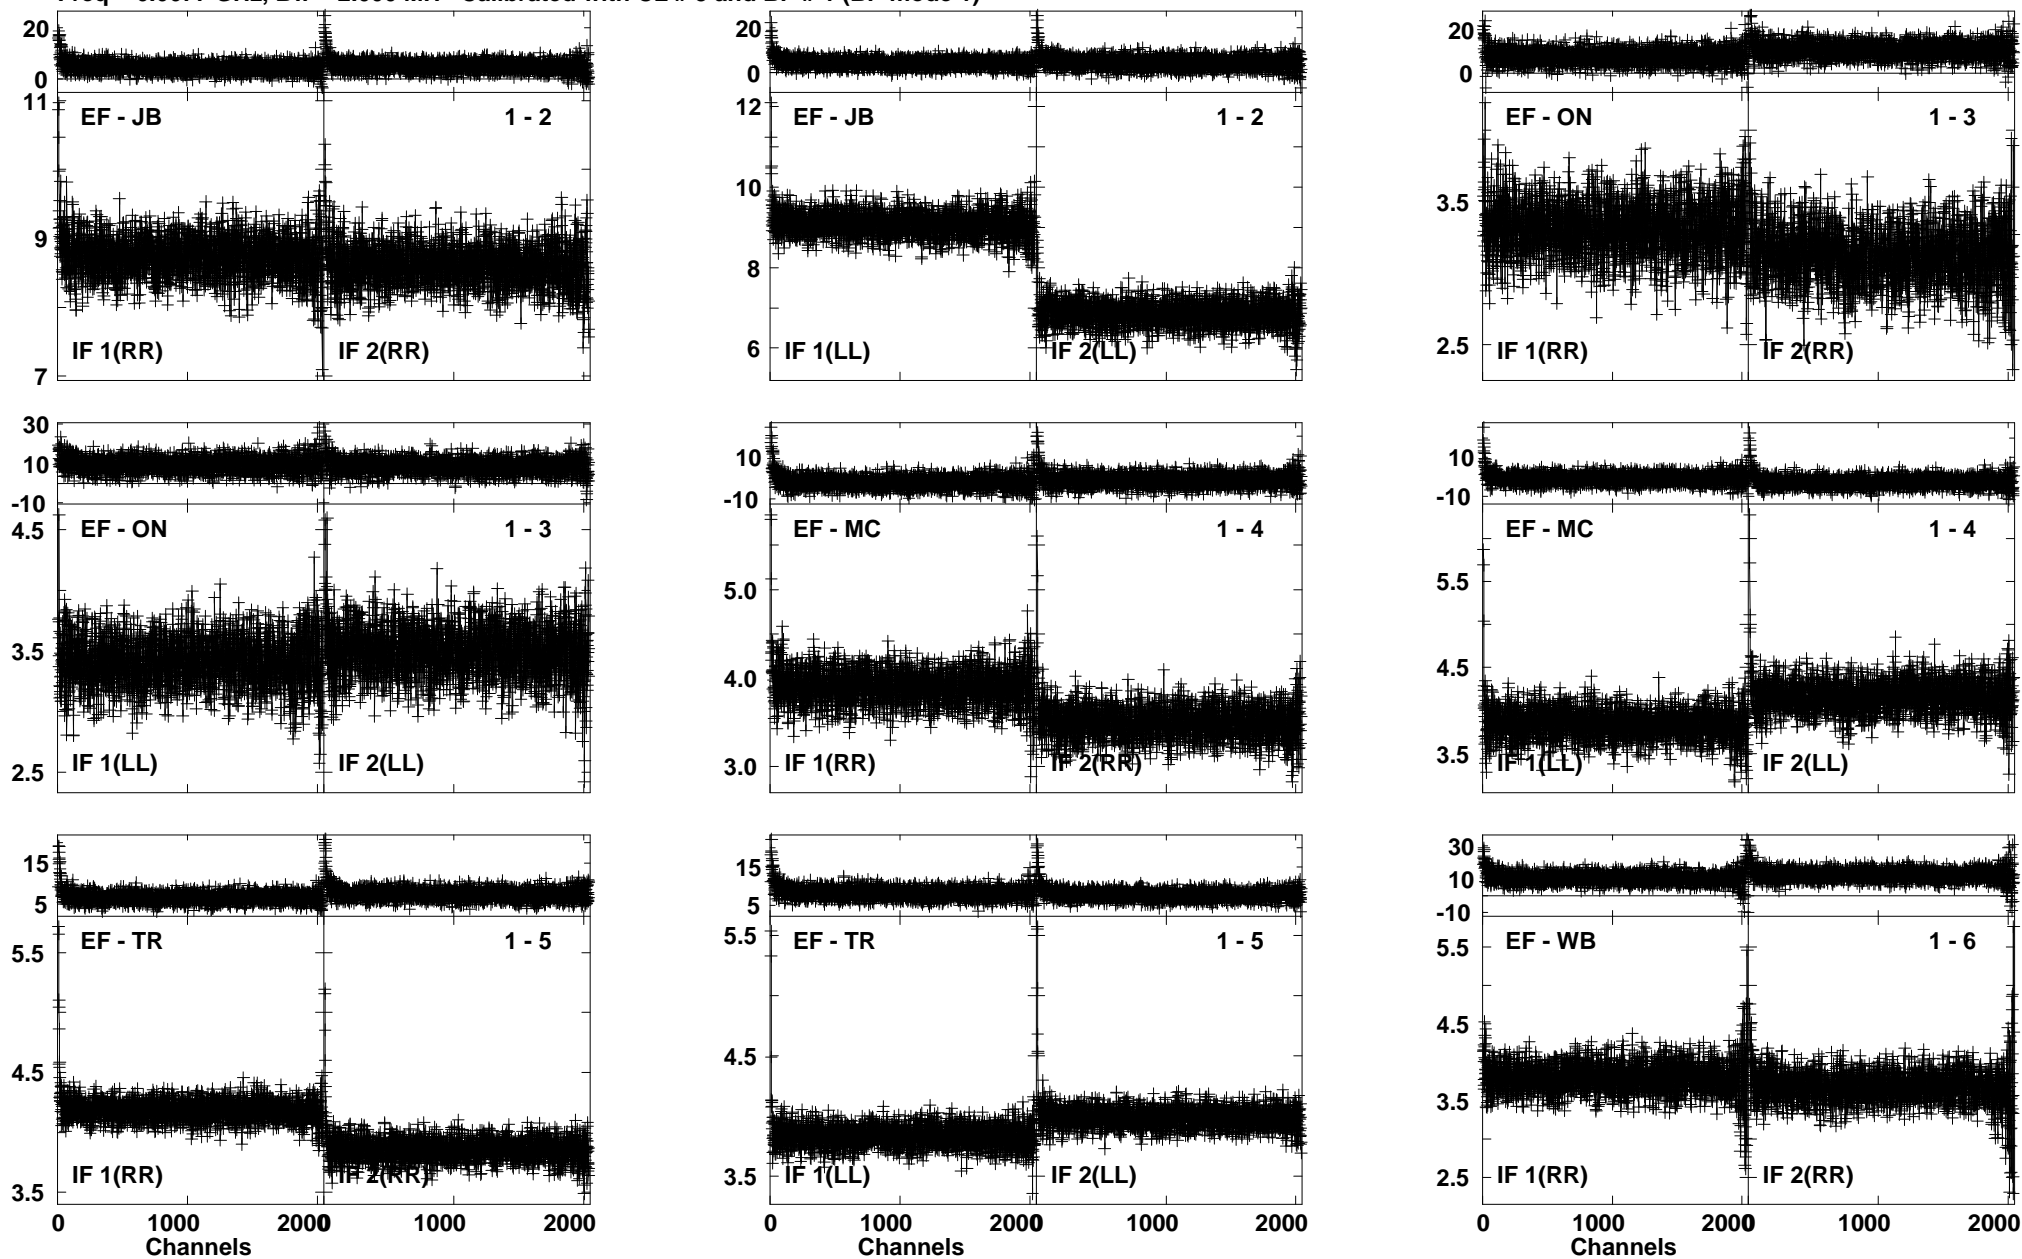 20
0
11
9
7
EF - JB
1 - 2
IF 1(RR)
IF 2(RR)
20
0
12
10
8
6
EF - JB
1 - 2
IF 1(LL)
IF 2(LL)
20
0
3.5
2.5
EF - ON
1 - 3
IF 1(RR)
IF 2(RR)
30
10
-10
4.5
3.5
2.5
EF - ON
1 - 3
IF 1(LL)
IF 2(LL)
10
-10
5.0
4.0
3.0
EF - MC
1 - 4
IF 1(RR)
IF 2(RR)
10
-10
5.5
4.5
3.5
EF - MC
1 - 4
IF 1(LL)
IF 2(LL)
15
5
5.5
4.5
3.5
EF - TR
1 - 5
IF 1(RR)
IF 2(RR)
0 1000 2000 0 1000 2000
Channels
15
5
5.5
4.5
3.5
EF - TR
1 - 5
IF 1(LL)
IF 2(LL)
0 1000 2000 0 1000 2000
Channels
30
10
-10
5.5
4.5
3.5
2.5
EF - WB
1 - 6
IF 1(RR)
IF 2(RR)
0 1000 2000 0 1000 2000
Channels